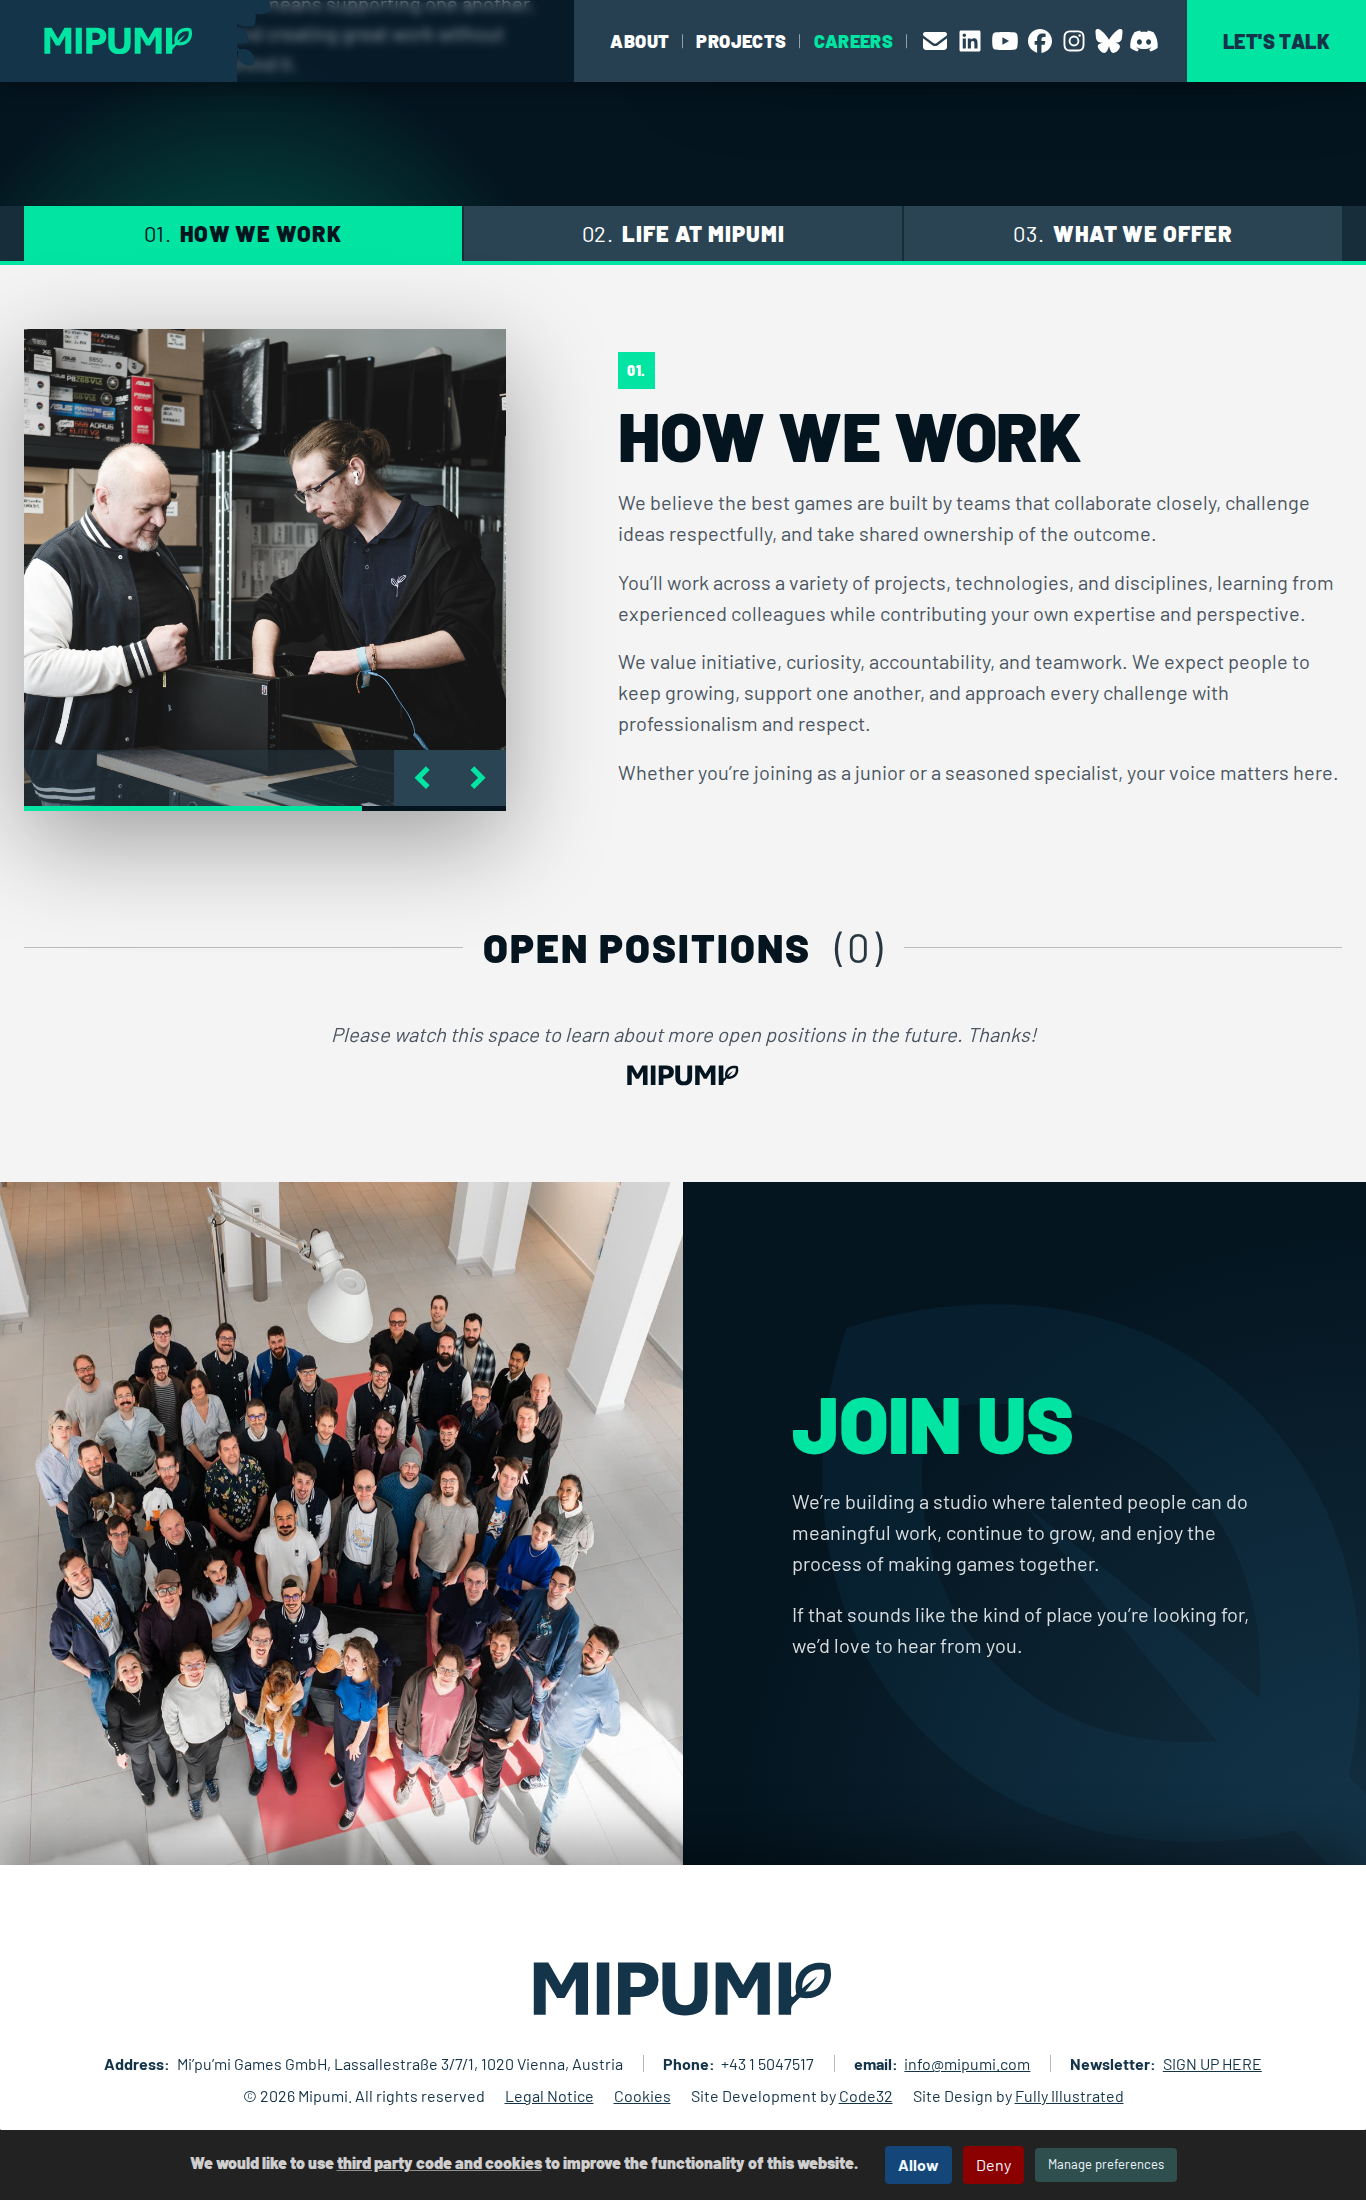 means supporting one another,
creating great work without
MIPUMI
ABOUT
PROJECTS
CAREERS
LET'S TALK
01. HOW WE WORK
02. LIFE AT MIPUMI
03. WHAT WE OFFER
01.
HOW WE WORK
We believe the best games are built by teams that collaborate closely, challenge
ideas respectfully, and take shared ownership of the outcome.
You’ll work across a variety of projects, technologies, and disciplines, learning from
experienced colleagues while contributing your own expertise and perspective.
We value initiative, curiosity, accountability, and teamwork. We expect people to
keep growing, support one another, and approach every challenge with
professionalism and respect.
Whether you’re joining as a junior or a seasoned specialist, your voice matters here.
OPEN POSITIONS (0)
Please watch this space to learn about more open positions in the future. Thanks!
MIPUMI
JOIN US
We’re building a studio where talented people can do
meaningful work, continue to grow, and enjoy the
process of making games together.
If that sounds like the kind of place you’re looking for,
we’d love to hear from you.
MIPUMI
Address: Mi’pu’mi Games GmbH, Lassallestraße 3/7/1, 1020 Vienna, Austria
Phone: +43 1 5047517
email: info@mipumi.com
Newsletter: SIGN UP HERE
© 2026 Mipumi. All rights reserved Legal Notice Cookies Site Development by Code32 Site Design by Fully Illustrated
We would like to use third party code and cookies to improve the functionality of this website.
Allow
Deny
Manage preferences